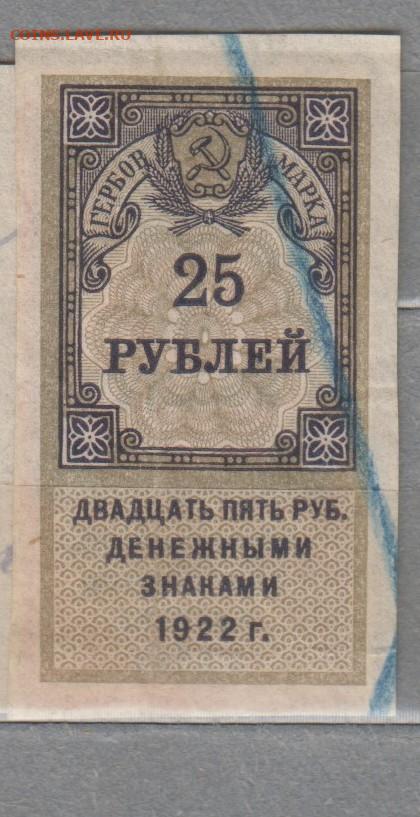 COINS.LAVE.RU
ГЕРБОВ. МАРКА
25
РУБЛЕЙ
ДВАДЦАТЬ ПЯТЬ РУБ.
ДЕНЕЖНЫМИ
ЗНАКАМИ
1922 г.